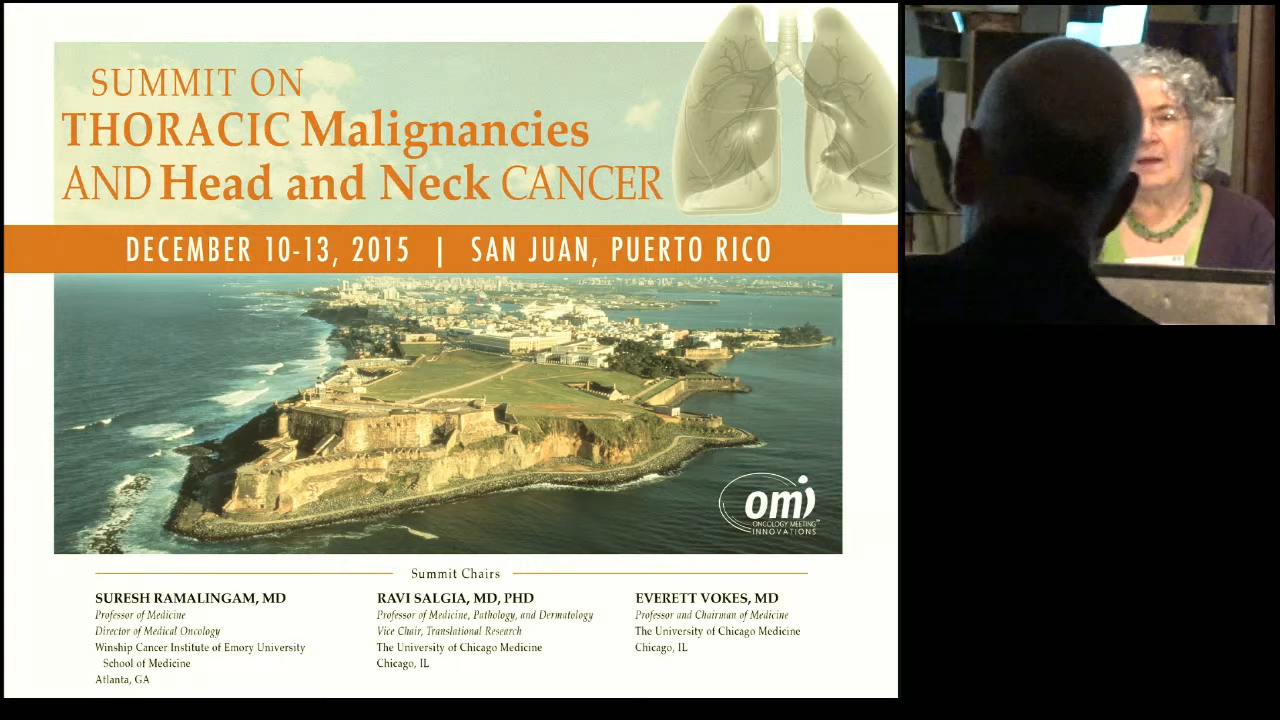 SUMMIT ON
THORACIC Malignancies
AND Head and Neck CANCER
DECEMBER 10-13, 2015 | SAN JUAN, PUERTO RICO
omi
ONCOLOGY MEETING
INNOVATIONS
Summit Chairs
SURESH RAMALINGAM, MD
Professor of Medicine
Director of Medical Oncology
Winship Cancer Institute of Emory University
School of Medicine
Atlanta, GA
RAVI SALGIA, MD, PHD
Professor of Medicine, Pathology, and Dermatology
Vice Chair, Translational Research
The University of Chicago Medicine
Chicago, IL
EVERETT VOKES, MD
Professor and Chairman of Medicine
The University of Chicago Medicine
Chicago, IL